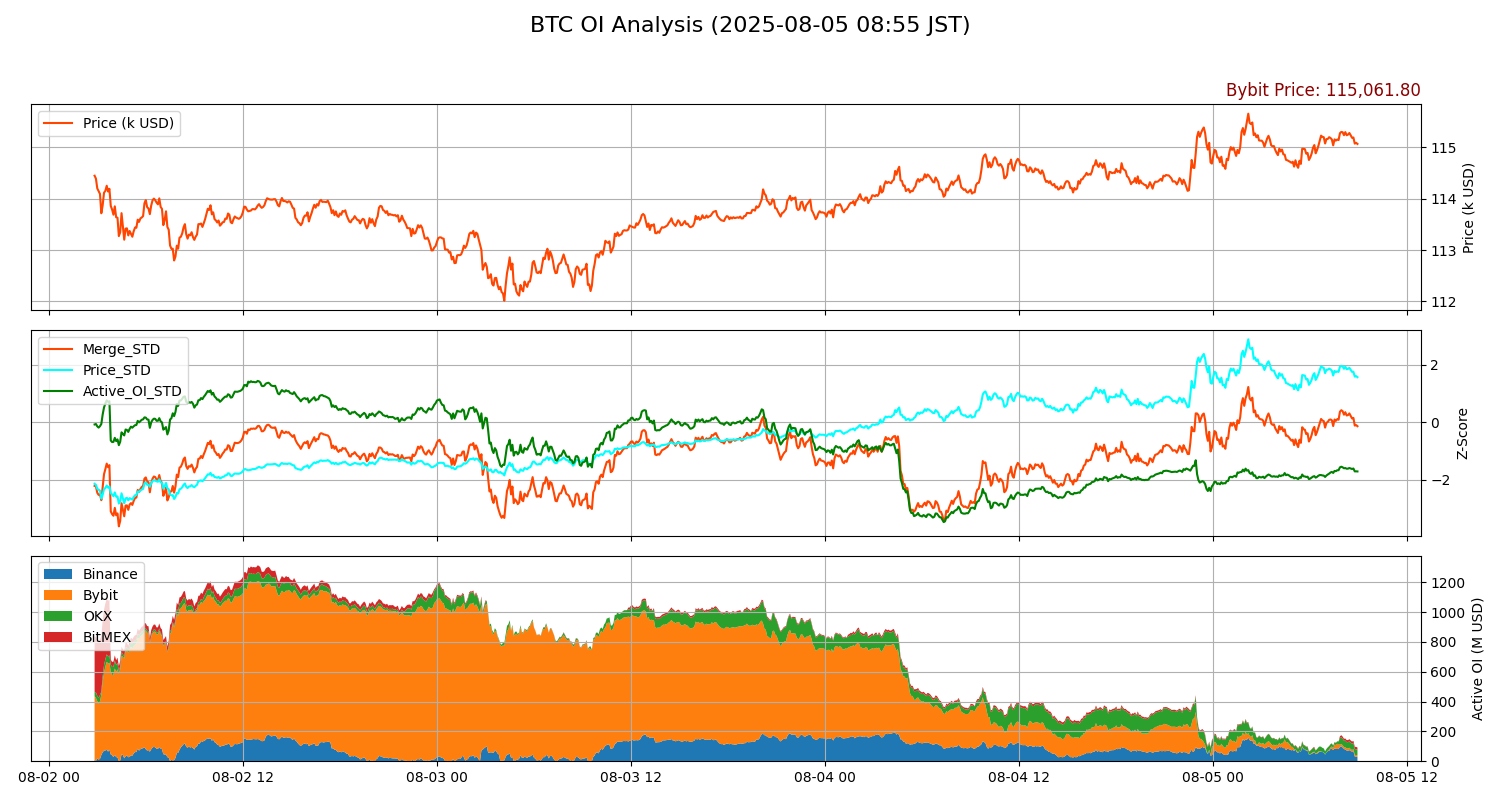 BTC OI Analysis (2025-08-05 08:55 JST)
Bybit Price: 115,061.80
Price (k USD)
115
114
113
112
Price (k USD)
Merge_STD
Price_STD
Active_OI_STD
2
0
−2
Z-Score
Binance
Bybit
OKX
BitMEX
1200
1000
800
600
400
200
0
Active OI (M USD)
08-02 00
08-02 12
08-03 00
08-03 12
08-04 00
08-04 12
08-05 00
08-05 12